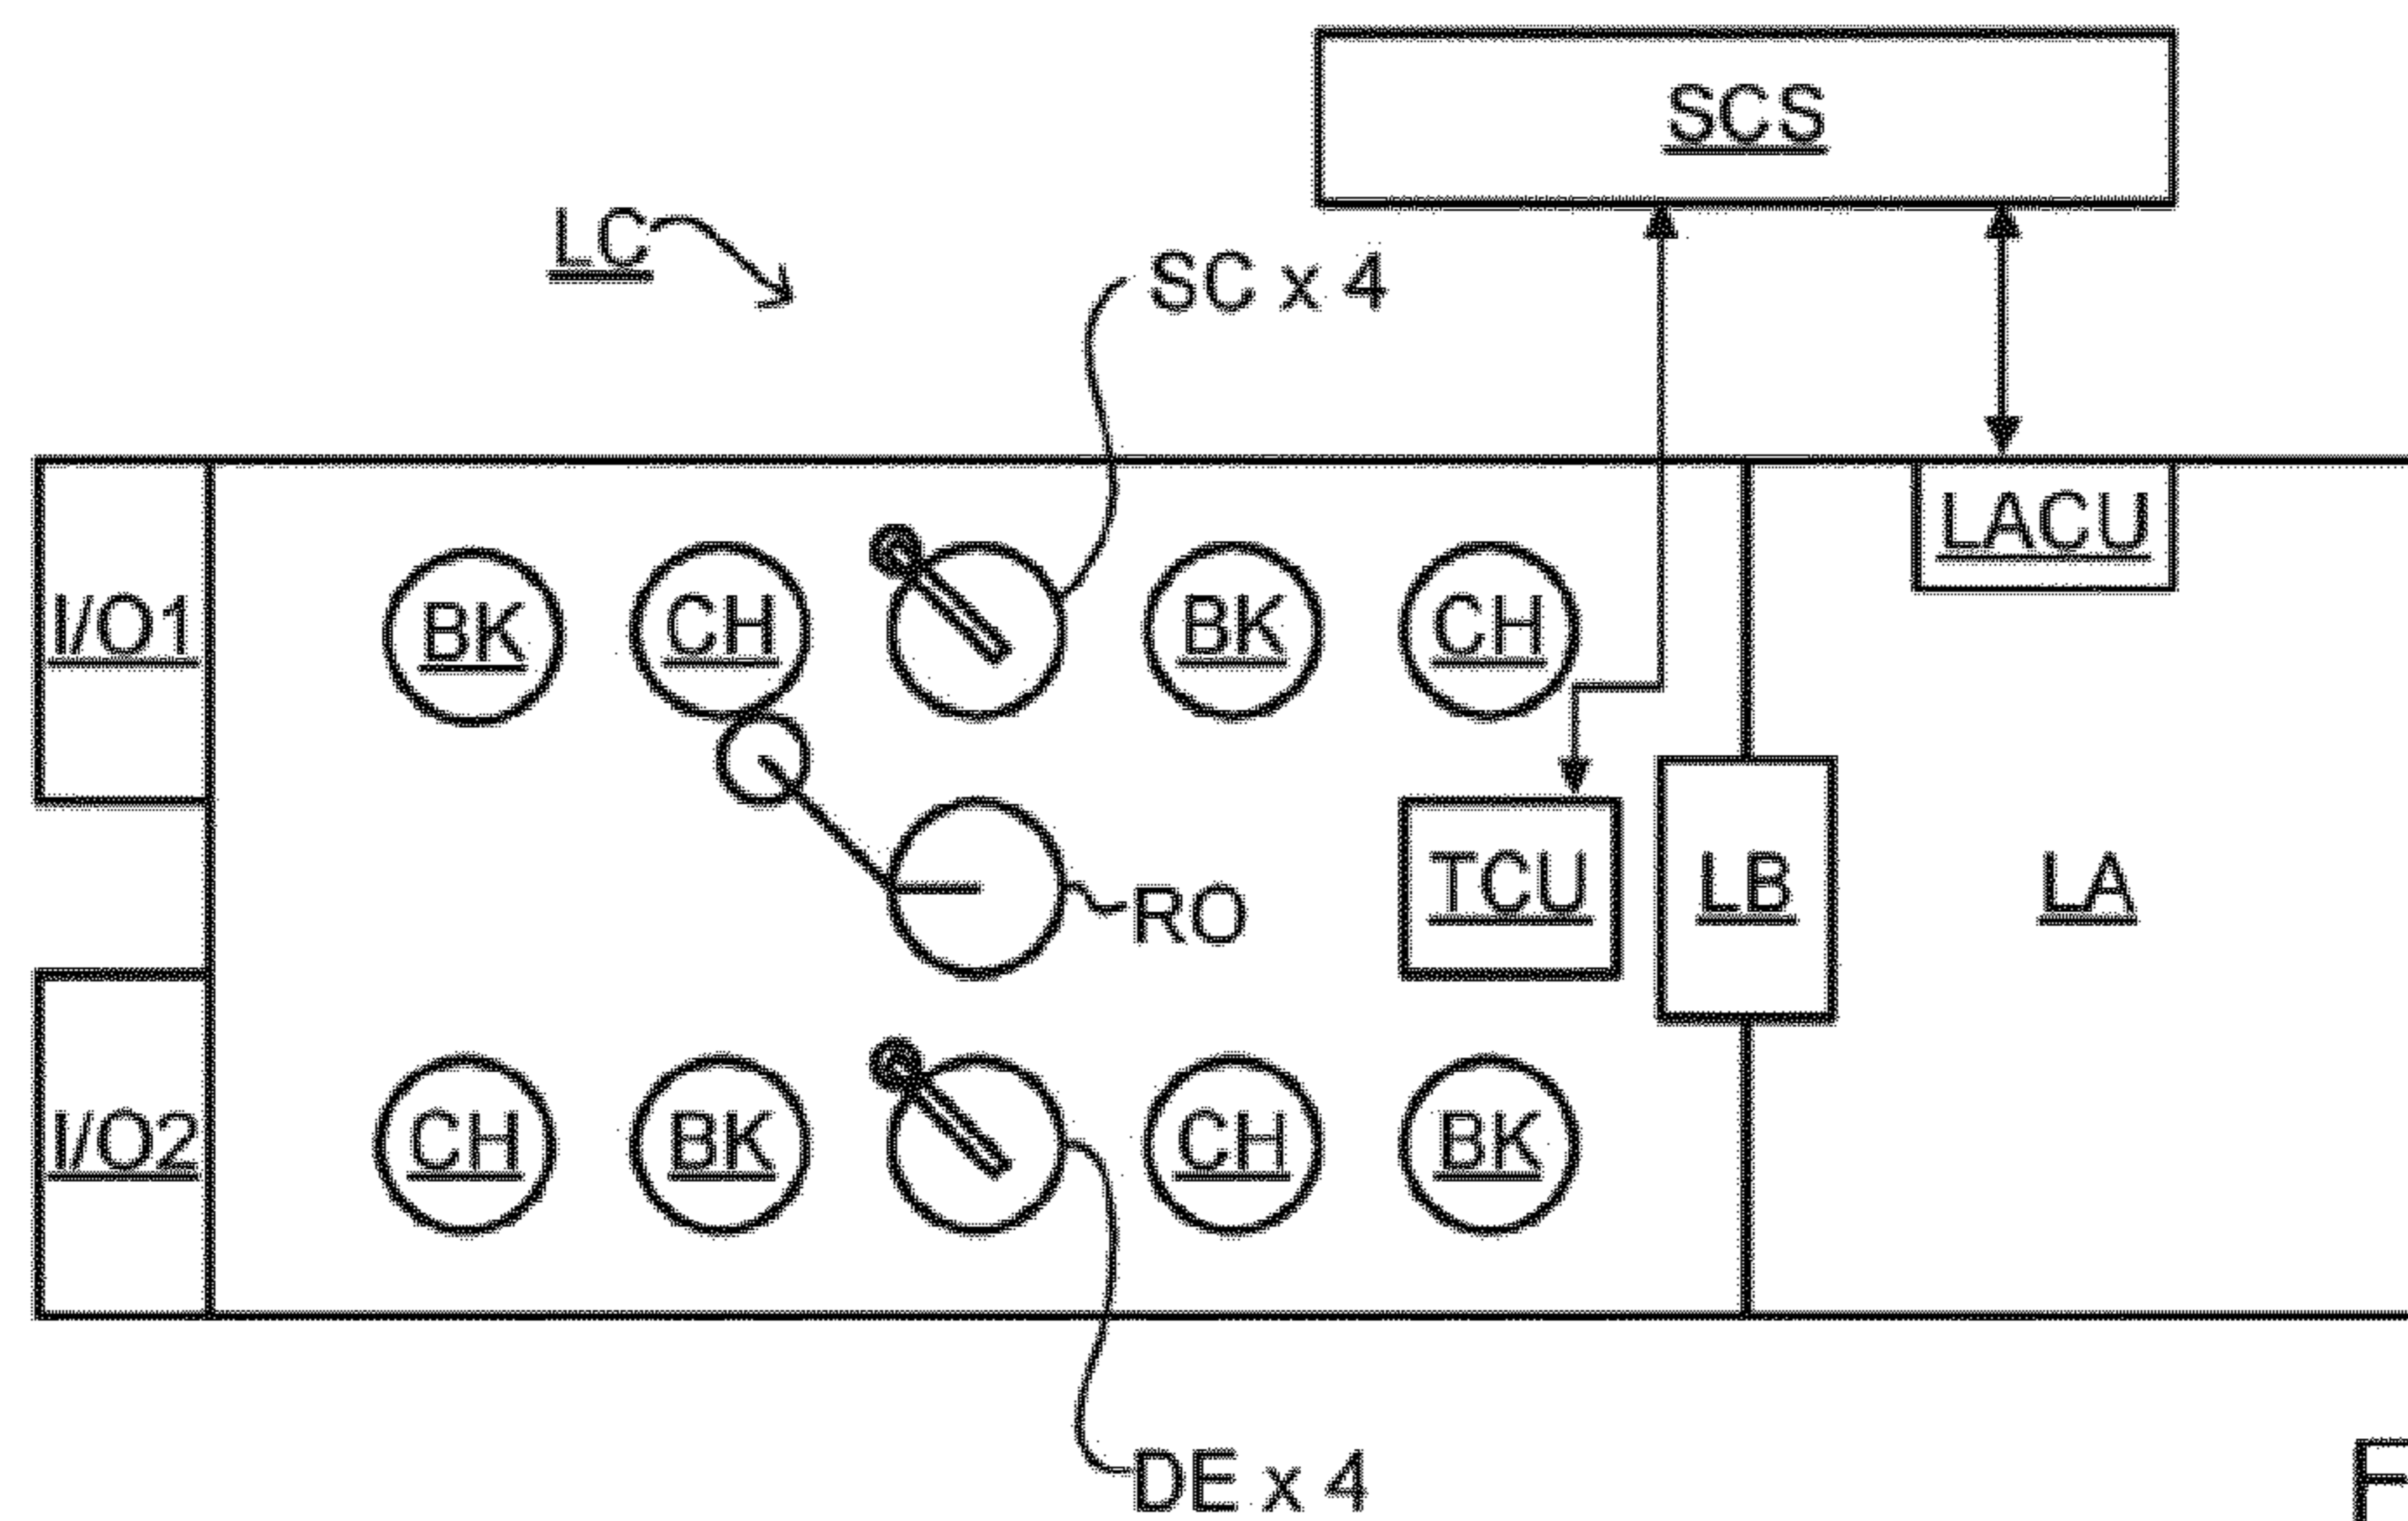 SCS
LC
SC x 4
LACU
I/O1
BK
CH
BK
CH
TCU
LB
LA
RO
I/O2
CH
BK
CH
BK
DE x 4
F